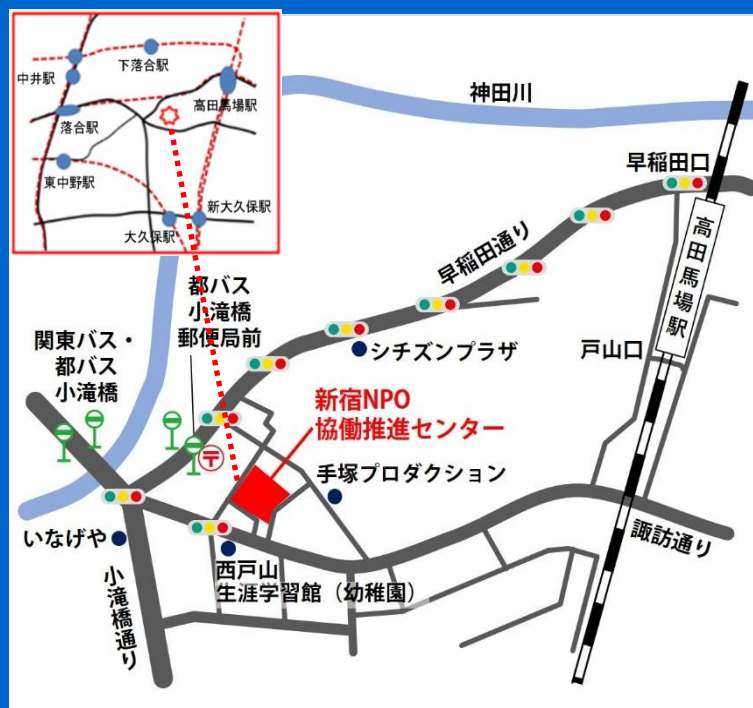 中井駅
下落合駅
高田馬場駅
落合駅
東中野駅
大久保駅
新大久保駅
神田川
早稲田口
早稲田通り
高田馬場駅
戸山口
都バス
小滝橋
郵便局前
関東バス・
都バス
小滝橋
シチズンプラザ
新宿NPO
協働推進センター
〒
手塚プロダクション
いなげや
西戸山
生涯学習館（幼稚園）
諏訪通り
小滝橋通り